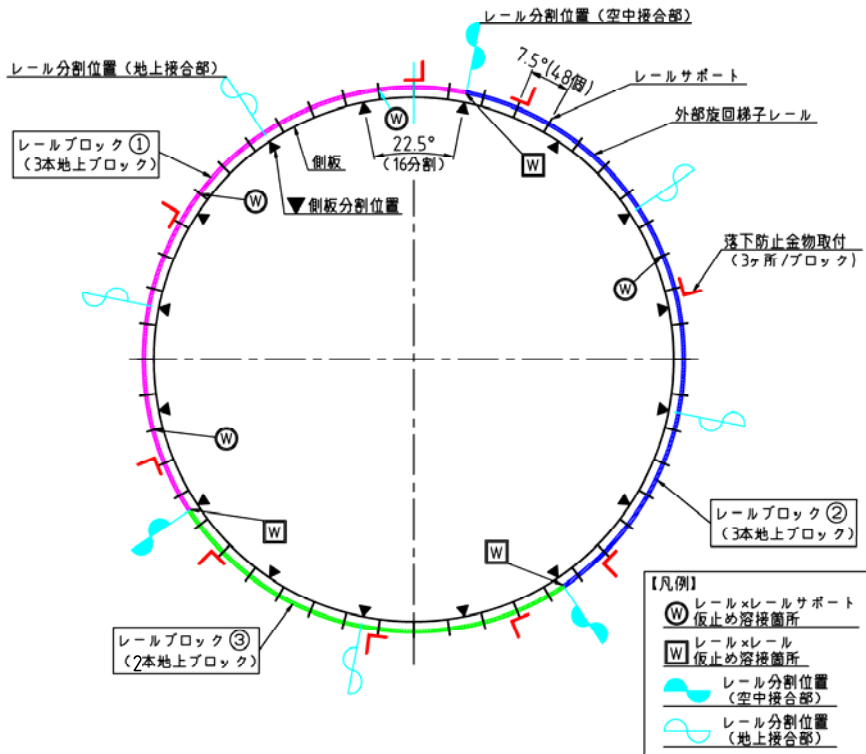 レール分割位置（空中接合部）
レール分割位置（地上接合部）
7.5°(48個)
レールサポート
外部旋回梯子レール
レールブロック①
（3本地上ブロック）
側板
22.5°
（16分割）
▼側板分割位置
W
W
W
W
W
落下防止金物取付
（3ヶ所/ブロック）
W
W
レールブロック②
（3本地上ブロック）
レールブロック③
（2本地上ブロック）
【凡例】
W レール×レールサポート
仮止め溶接箇所
W レール×レール
仮止め溶接箇所
レール分割位置
（空中接合部）
レール分割位置
（地上接合部）